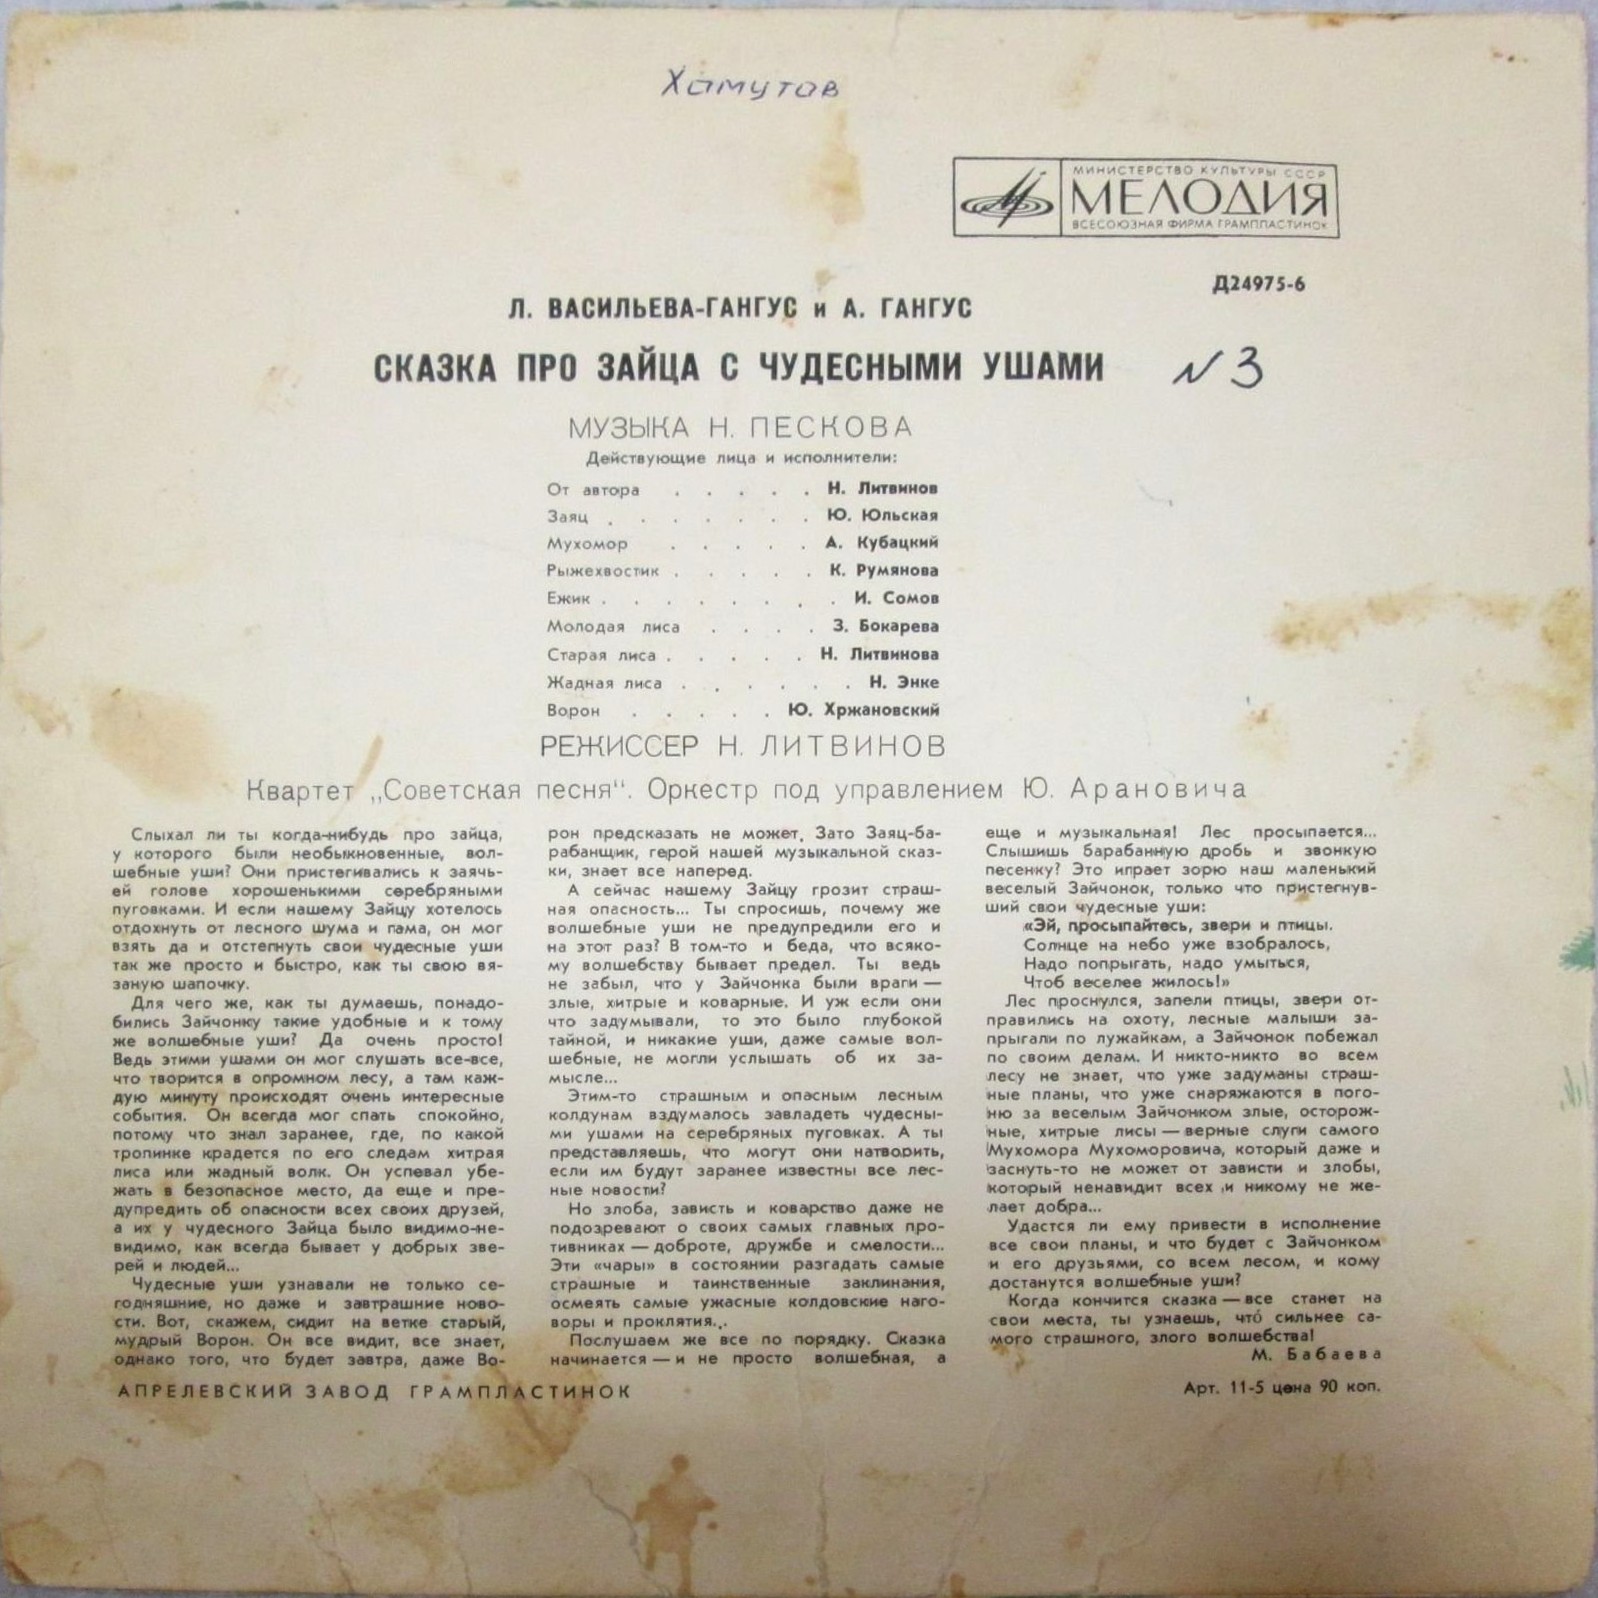 Хамутов
МИНИСТЕРСТВО КУЛЬТУРЫ СССР
МЕЛОДИЯ
ВСЕСОЮЗНАЯ ФИРМА ГРАМПЛАСТИНОК
Д24975-6
Л. ВАСИЛЬЕВА-ГАНГУС и А. ГАНГУС
СКАЗКА ПРО ЗАЙЦА С ЧУДЕСНЫМИ УШАМИ N 3
МУЗЫКА Н. ПЕСКОВА
Действующие лица и исполнители:
От автора . . . . . Н. Литвинов
Заяц . . . . . . . Ю. Юльская
Мухомор . . . . . А. Кубацкий
Рыжехвостик . . . . . К. Румянова
Ежик . . . . . . . . И. Сомов
Молодая лиса . . . . З. Бокарева
Старая лиса . . . . . Н. Литвинова
Жадная лиса . . . . . . Н. Энке
Ворон . . . . . Ю. Хржановский
РЕЖИССЕР Н. ЛИТВИНОВ
Квартет „Советская песня“. Оркестр под управлением Ю. Арановича
Слыхал ли ты когда-нибудь про зайца,
у которого были необыкновенные, вол-
шебные уши? Они пристегивались к заячь-
ей голове хорошенькими серебряными
пуговками. И если нашему Зайцу хотелось
отдохнуть от лесного шума и гама, он мог
взять да и отстегнуть свои чудесные уши
так же просто и быстро, как ты свою вя-
заную шапочку.
Для чего же, как ты думаешь, понадо-
бились Зайчонку такие удобные и к тому
же волшебные уши? Да очень просто!
Ведь этими ушами он мог слушать все-все,
что творится в огромном лесу, а там каж-
дую минуту происходят очень интересные
события. Он всегда мог спать спокойно,
потому что знал заранее, где, по какой
тропинке крадется по его следам хитрая
лиса или жадный волк. Он успевал убе-
жать в безопасное место, да еще и пре-
дупредить об опасности всех своих друзей,
а их у чудесного Зайца было видимо-не-
видимо, как всегда бывает у добрых зве-
рей и людей...
Чудесные уши узнавали не только се-
годняшние, но даже и завтрашние ново-
сти. Вот, скажем, сидит на ветке старый,
мудрый Ворон. Он все видит, все знает,
однако того, что будет завтра, даже Во-
рон предсказать не может. Зато Заяц-ба-
рабанщик, герой нашей музыкальной сказ-
ки, знает все наперед.
А сейчас нашему Зайцу грозит страш-
ная опасность... Ты спросишь, почему же
волшебные уши не предупредили его и
на этот раз? В том-то и беда, что всяко-
му волшебству бывает предел. Ты ведь
не забыл, что у Зайчонка были враги —
злые, хитрые и коварные. И уж если они
что задумывали, то это было глубокой
тайной, и никакие уши, даже самые вол-
шебные, не могли услышать об их за-
мысле...
Этим-то страшным и опасным лесным
колдунам вздумалось завладеть чудесны-
ми ушами на серебряных пуговках. А ты
представляешь, что могут они натворить,
если им будут заранее известны все лес-
ные новости?
Но злоба, зависть и коварство даже не
подозревают о своих самых главных про-
тивниках — доброте, дружбе и смелости...
Эти «чары» в состоянии разгадать самые
страшные и таинственные заклинания,
осмеять самые ужасные колдовские наго-
воры и проклятия...
Послушаем же все по порядку. Сказка
начинается — и не просто волшебная, а
еще и музыкальная! Лес просыпается...
Слышишь барабанную дробь и звонкую
песенку? Это играет зорю наш маленький
веселый Зайчонок, только что пристегнув-
ший свои чудесные уши:
«Эй, просыпайтесь, звери и птицы.
Солнце на небо уже взобралось,
Надо попрыгать, надо умыться,
Чтоб веселее жилось!»
Лес проснулся, запели птицы, звери от-
правились на охоту, лесные малыши за-
прыгали по лужайкам, а Зайчонок побежал
по своим делам. И никто-никто во всем
лесу не знает, что уже задуманы страш-
ные планы, что уже снаряжаются в пого-
ню за веселым Зайчонком злые, осторож-
ные, хитрые лисы — верные слуги самого
Мухомора Мухоморовича, который даже и
заснуть-то не может от зависти и злобы,
который ненавидит всех и никому не же-
лает добра...
Удастся ли ему привести в исполнение
все свои планы, и что будет с Зайчонком
и его друзьями, со всем лесом, и кому
достанутся волшебные уши?
Когда кончится сказка — все станет на
свои места, ты узнаешь, что́ сильнее са-
мого страшного, злого волшебства!
М. Бабаева
АПРЕЛЕВСКИЙ ЗАВОД ГРАМПЛАСТИНОК
Арт. 11-5 цена 90 коп.